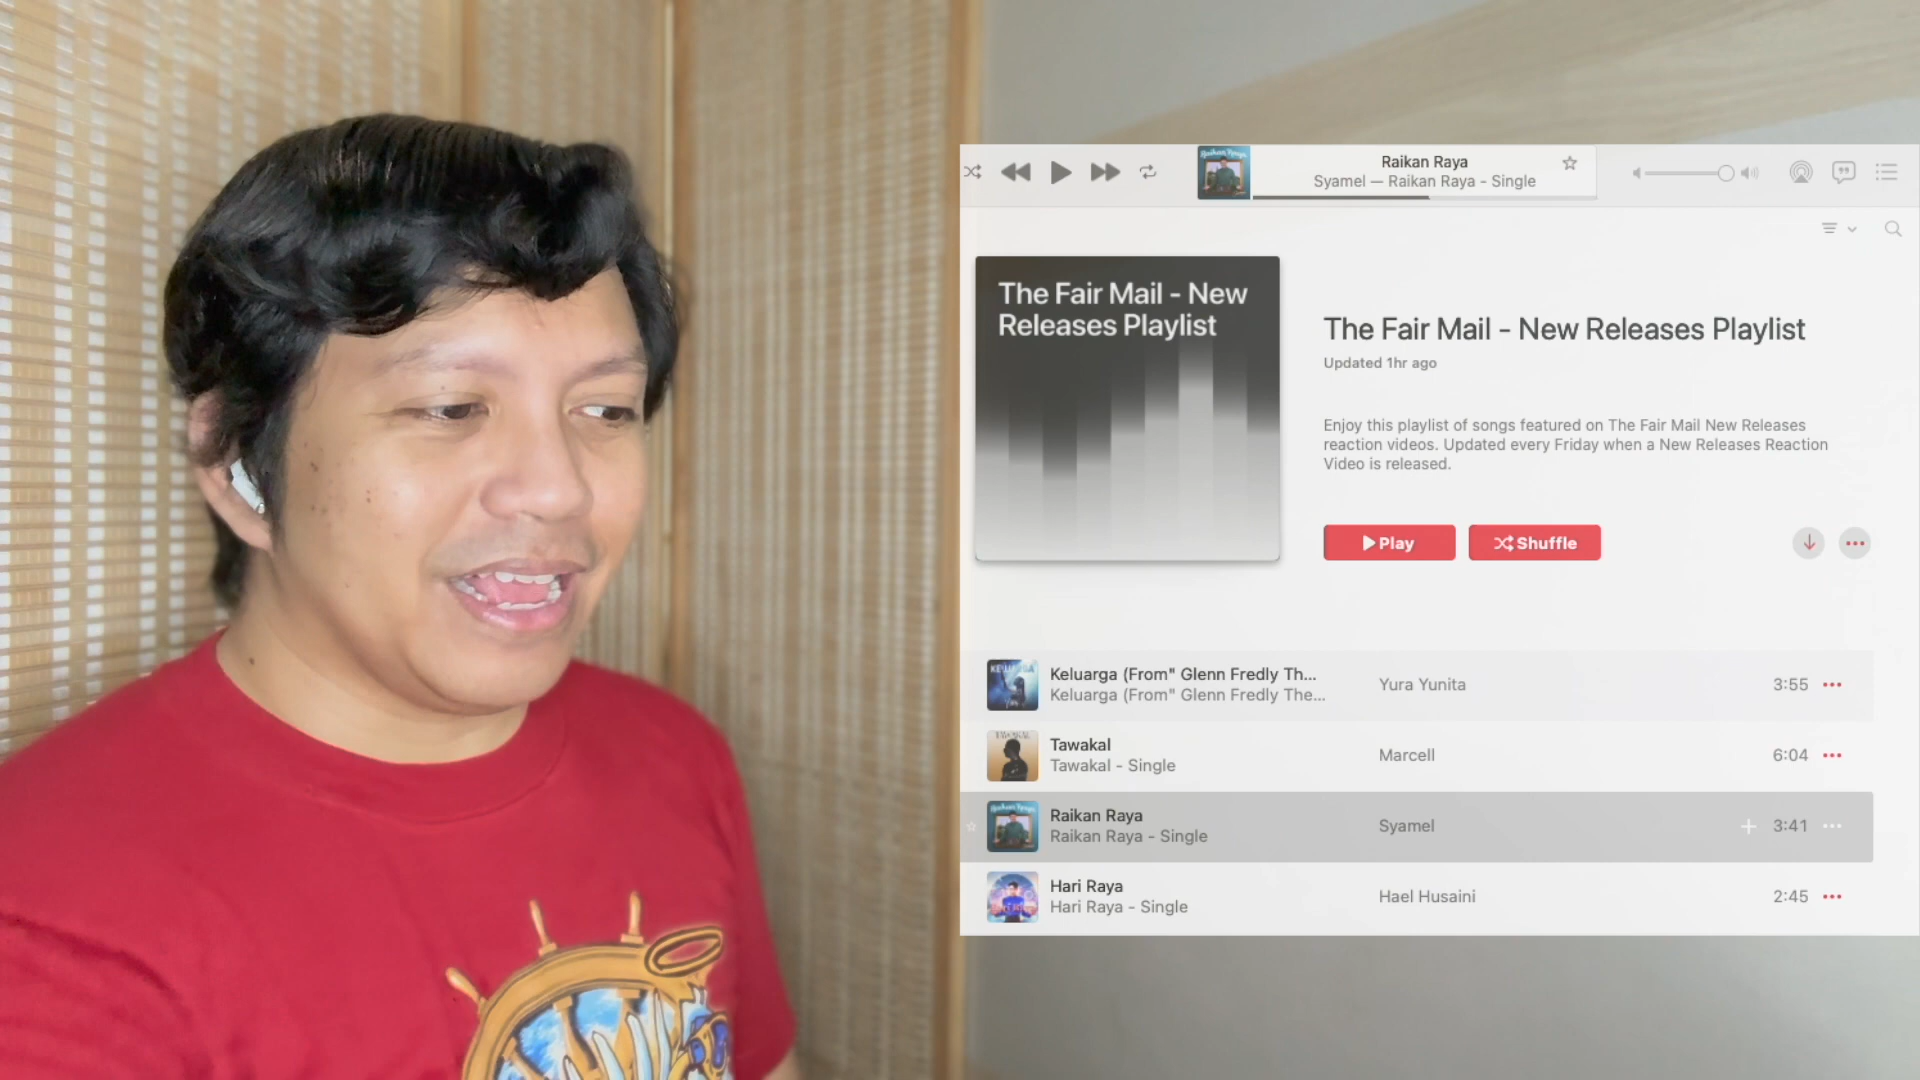 Raikan Raya
Syamel — Raikan Raya - Single
The Fair Mail - New
Releases Playlist
The Fair Mail - New Releases Playlist
Updated 1hr ago
Enjoy this playlist of songs featured on The Fair Mail New Releases
reaction videos. Updated every Friday when a New Releases Reaction
Video is released.
Play
Shuffle
Keluarga (From" Glenn Fredly Th...
Keluarga (From" Glenn Fredly The...
Yura Yunita
3:55
Tawakal
Tawakal - Single
Marcell
6:04
Raikan Raya
Raikan Raya - Single
Syamel
3:41
Hari Raya
Hari Raya - Single
Hael Husaini
2:45